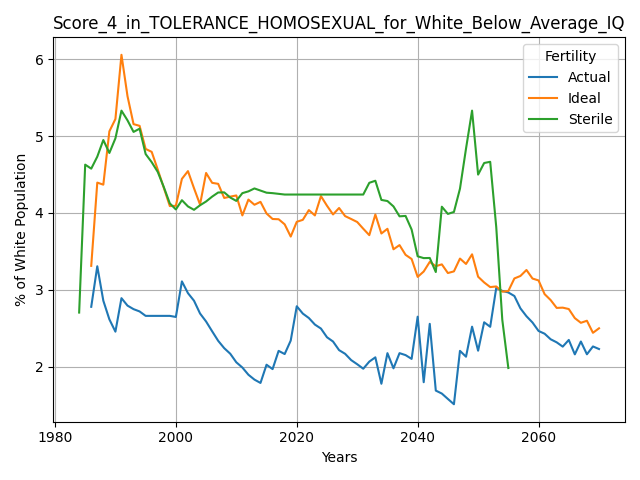 Score_4_in_TOLERANCE_HOMOSEXUAL_for_White_Below_Average_IQ
Fertility
Actual
Ideal
Sterile
% of White Population
6
5
4
3
2
1980
2000
2020
2040
2060
Years